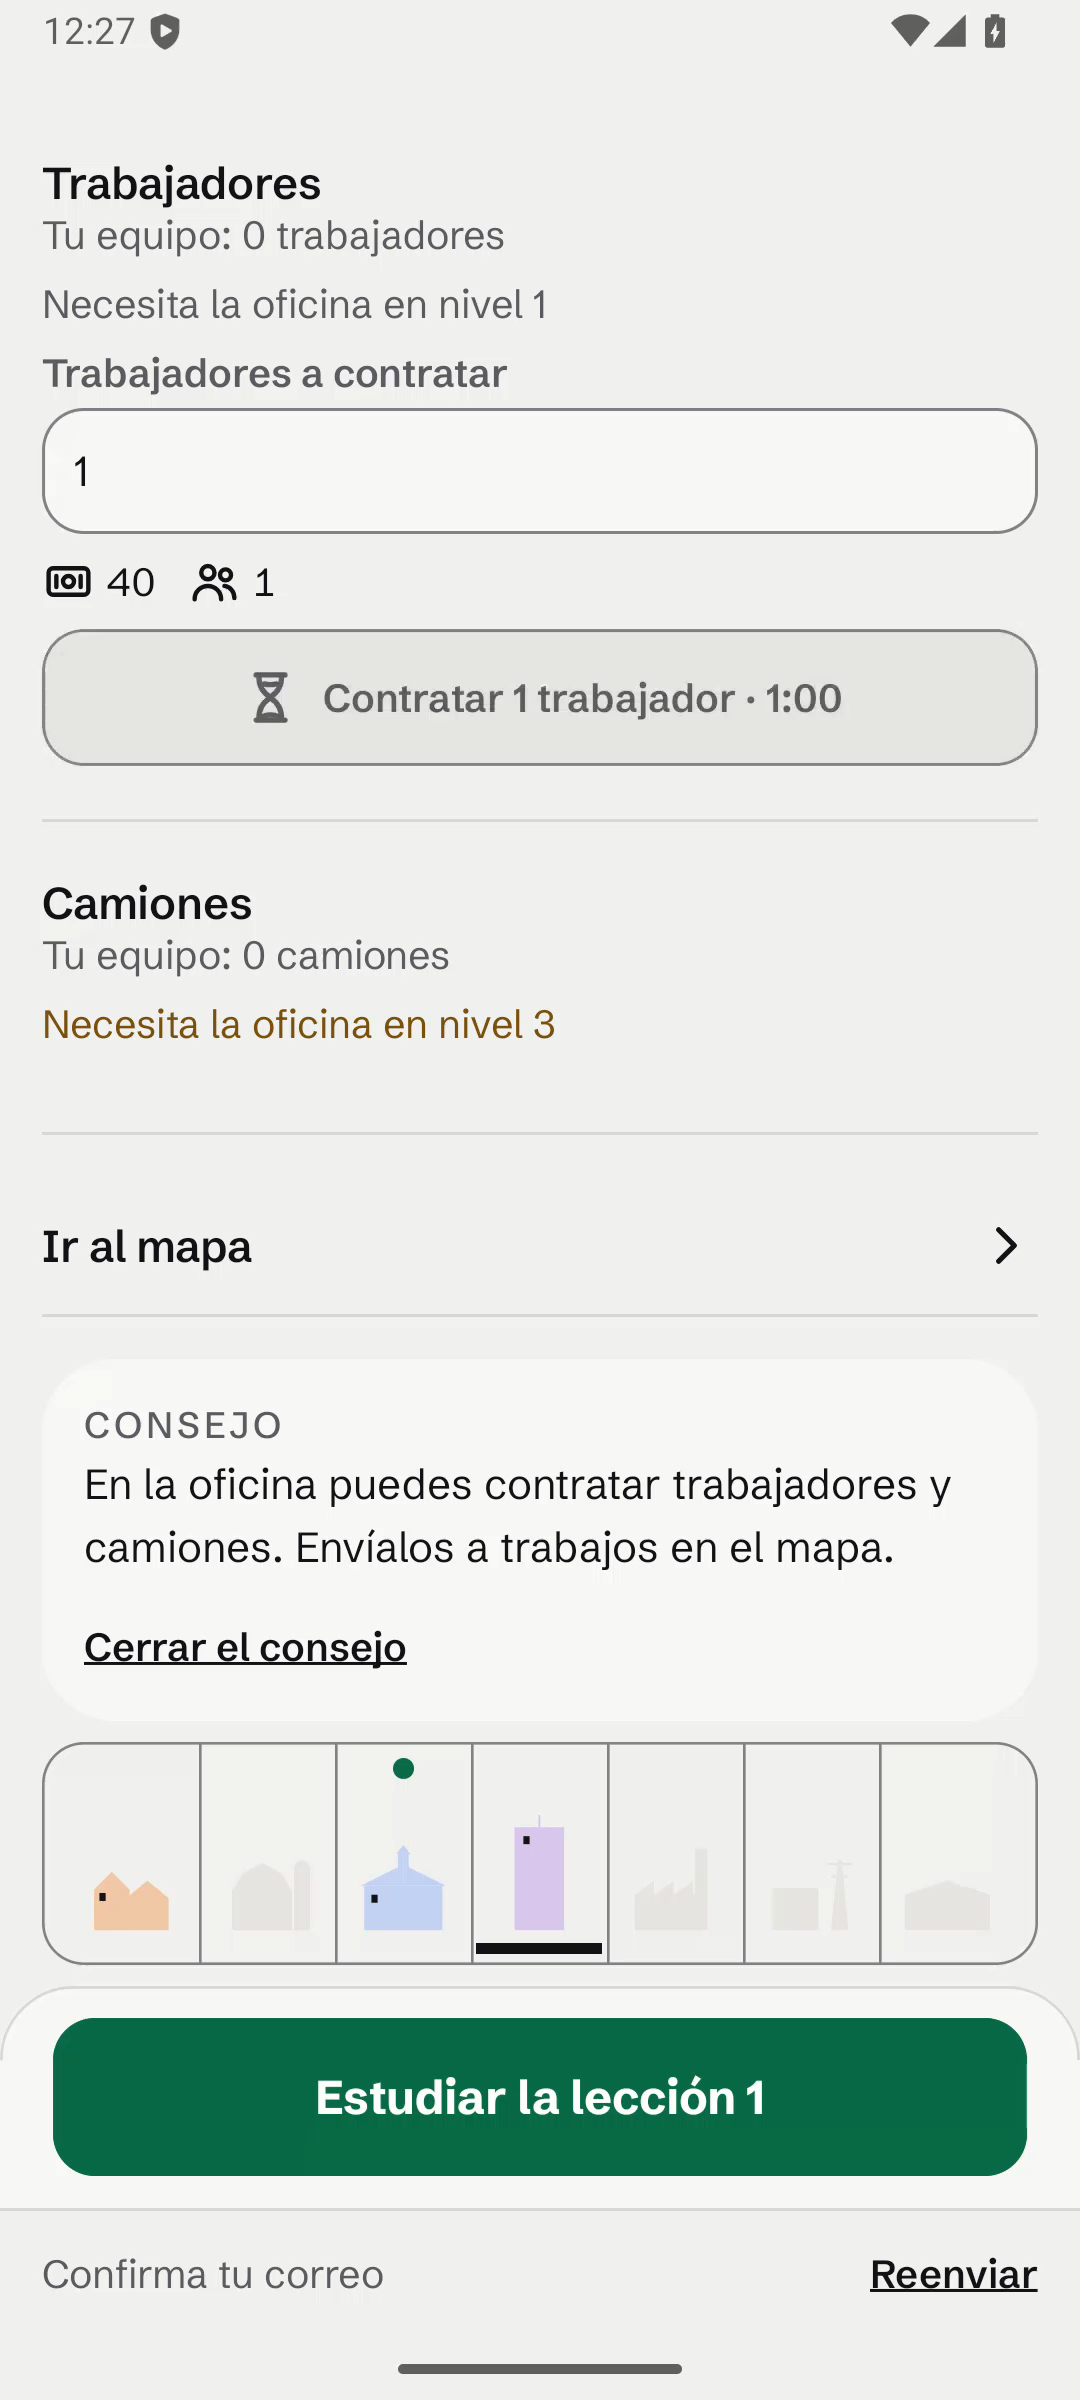 12:27
Trabajadores
Tu equipo: 0 trabajadores
Necesita la oficina en nivel 1
Trabajadores a contratar
1
40 1
Contratar 1 trabajador · 1:00
Camiones
Tu equipo: 0 camiones
Necesita la oficina en nivel 3
Ir al mapa
CONSEJO
En la oficina puedes contratar trabajadores y
camiones. Envíalos a trabajos en el mapa.
Cerrar el consejo
Estudiar la lección 1
Confirma tu correo Reenviar